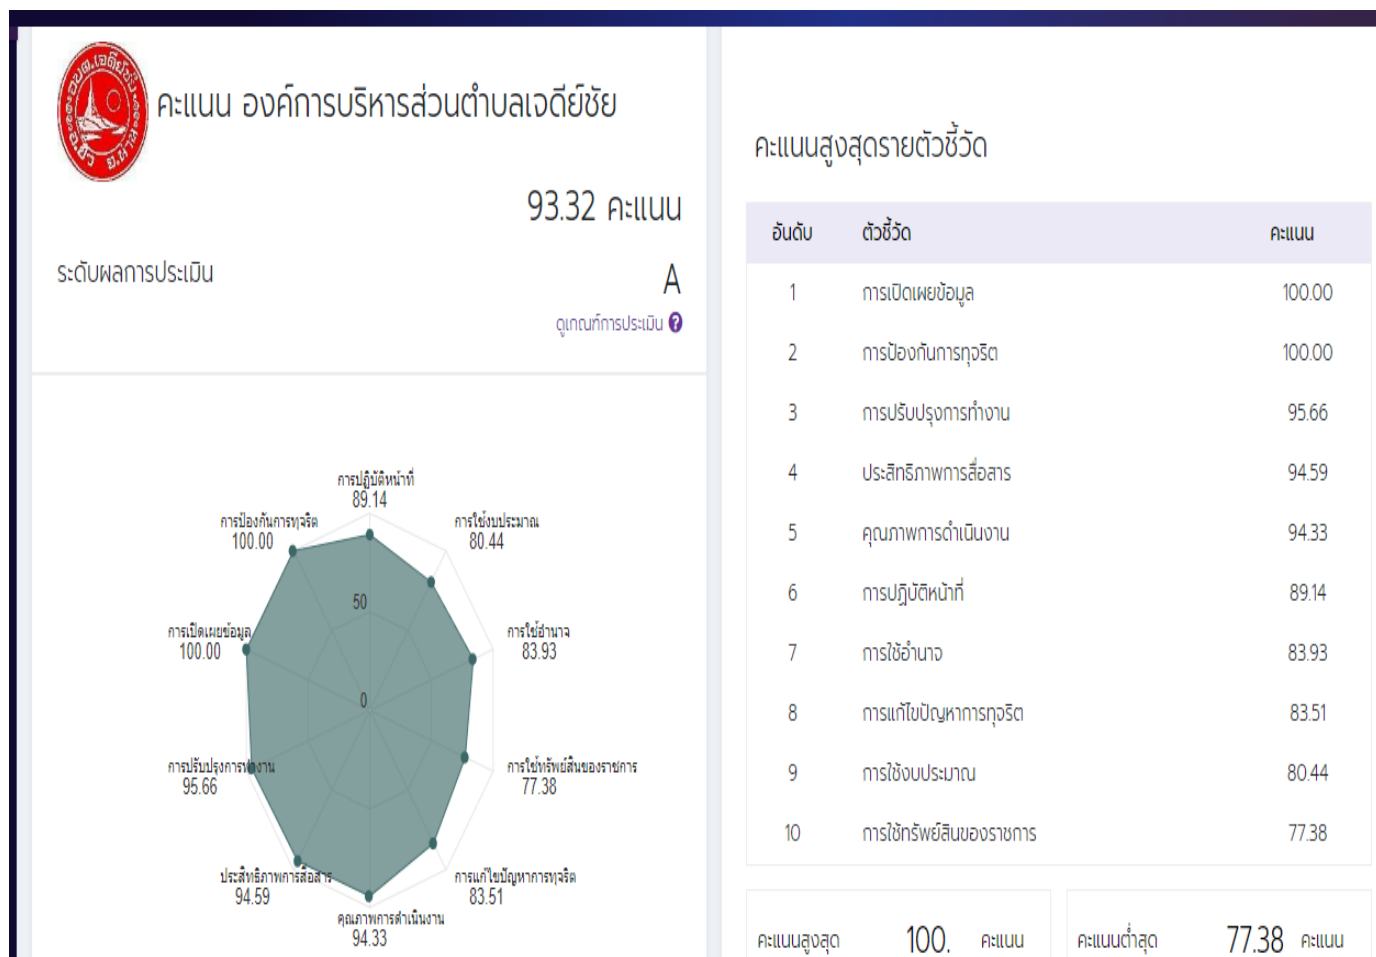 คะแนน องค์การบริหารส่วนตำบลเจดีย์ชัย
93.32 คะแนน
ระดับผลการประเมิน
A
ดูเกณฑ์การประเมิน ?
การปฏิบัติหน้าที่
89.14
การป้องกันการทุจริต
100.00
การใช้งบประมาณ
80.44
50
การเปิดเผยข้อมูล
100.00
การใช้อำนาจ
83.93
0
การปรับปรุงการทำงาน
95.66
การใช้ทรัพย์สินของราชการ
77.38
ประสิทธิภาพการสื่อสาร
94.59
การแก้ไขปัญหาการทุจริต
83.51
คุณภาพการดำเนินงาน
94.33
คะแนนสูงสุดรายตัวชี้วัด
อันดับ ตัวชี้วัด คะแนน
1 การเปิดเผยข้อมูล 100.00
2 การป้องกันการทุจริต 100.00
3 การปรับปรุงการทำงาน 95.66
4 ประสิทธิภาพการสื่อสาร 94.59
5 คุณภาพการดำเนินงาน 94.33
6 การปฏิบัติหน้าที่ 89.14
7 การใช้อำนาจ 83.93
8 การแก้ไขปัญหาการทุจริต 83.51
9 การใช้งบประมาณ 80.44
10 การใช้ทรัพย์สินของราชการ 77.38
คะแนนสูงสุด 100. คะแนน
คะแนนต่ำสุด 77.38 คะแนน